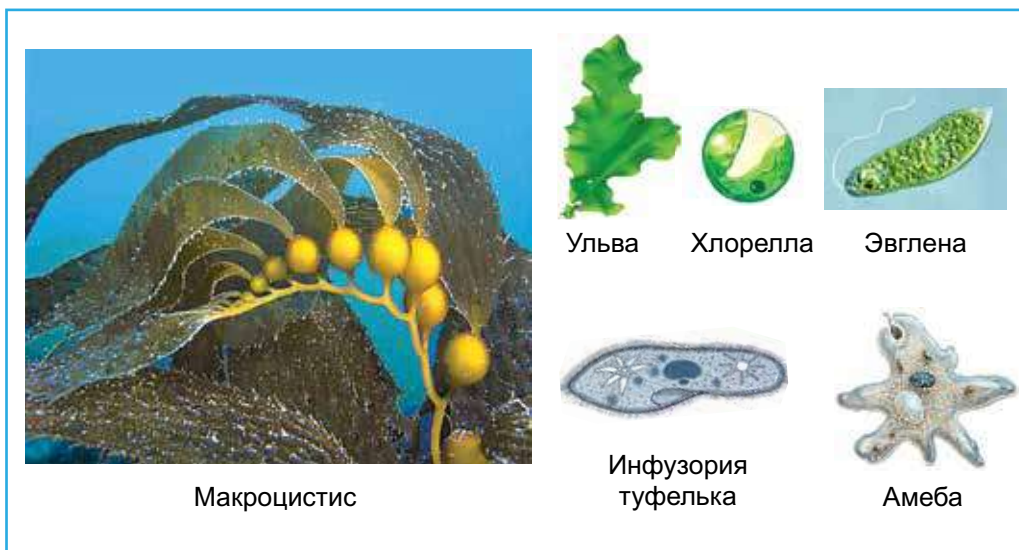 Ульва
Хлорелла
Эвглена
Макроцистис
Инфузория
туфелька
Амеба